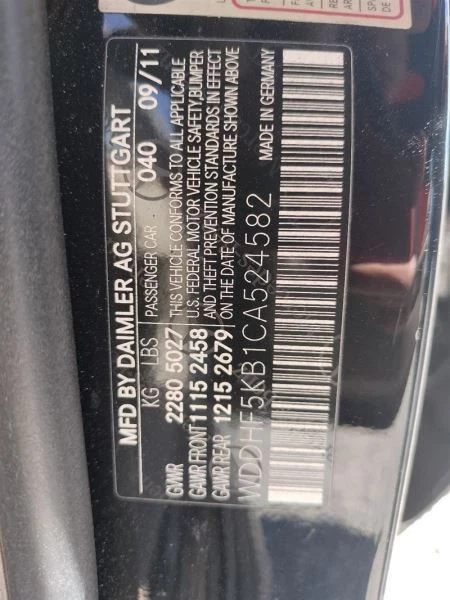 MFD BY DAIMLER AG STUTTGART 09/11
KG LBS PASSENGER CAR 040
GVWR 2280 5027 THIS VEHICLE CONFORMS TO ALL APPLICABLE
GAWR FRONT 1115 2458 U.S. FEDERAL MOTOR VEHICLE SAFETY, BUMPER
GAWR REAR 1215 2679 AND THEFT PREVENTION STANDARDS IN EFFECT
ON THE DATE OF MANUFACTURE SHOWN ABOVE
WDDHF5KB1CA524582 MADE IN GERMANY